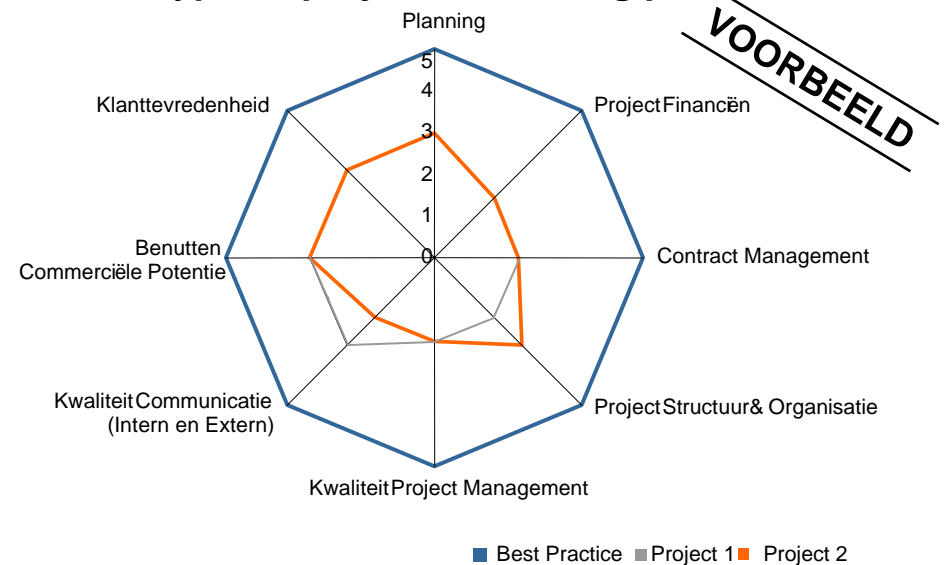 Planning
VOORBEELD
5
4
3
2
1
0
Klanttevredenheid
Project Financiën
Benutten
Commerciële Potentie
Contract Management
Kwaliteit Communicatie
(Intern en Extern)
Project Structuur & Organisatie
Kwaliteit Project Management
Best Practice
Project 1
Project 2